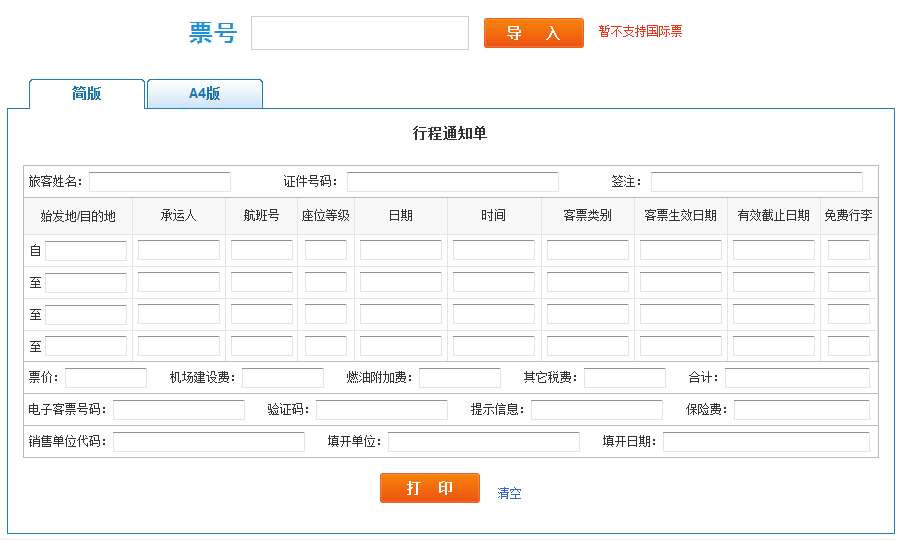 票号 导 入 暂不支持国际票
简版 A4版
行程通知单
旅客姓名: 证件号码: 签注:
始发地/目的地 承运人 航班号 座位等级 日期 时间 客票类别 客票生效日期 有效截止日期 免费行李
自
至
至
至
票价: 机场建设费: 燃油附加费: 其它税费: 合计:
电子客票号码: 验证码: 提示信息: 保险费:
销售单位代码: 填开单位: 填开日期:
打 印 清空